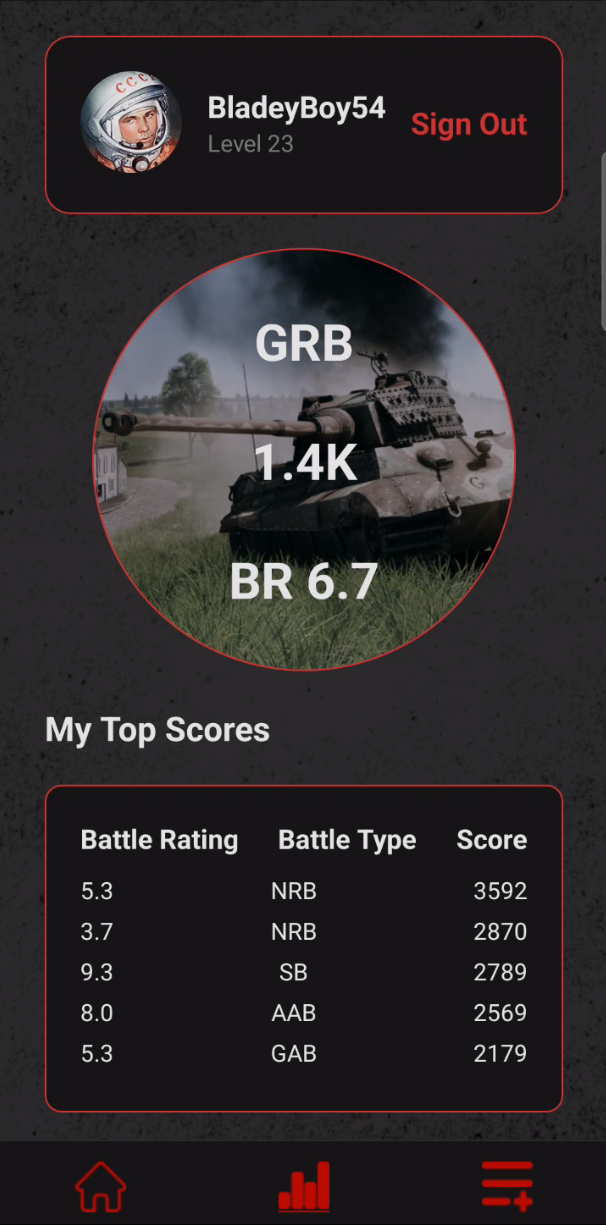 CCCP
BladeyBoy54
Level 23
Sign Out
GRB
1.4K
BR 6.7
G
My Top Scores
Battle Rating Battle Type Score
5.3 NRB 3592
3.7 NRB 2870
9.3 SB 2789
8.0 AAB 2569
5.3 GAB 2179